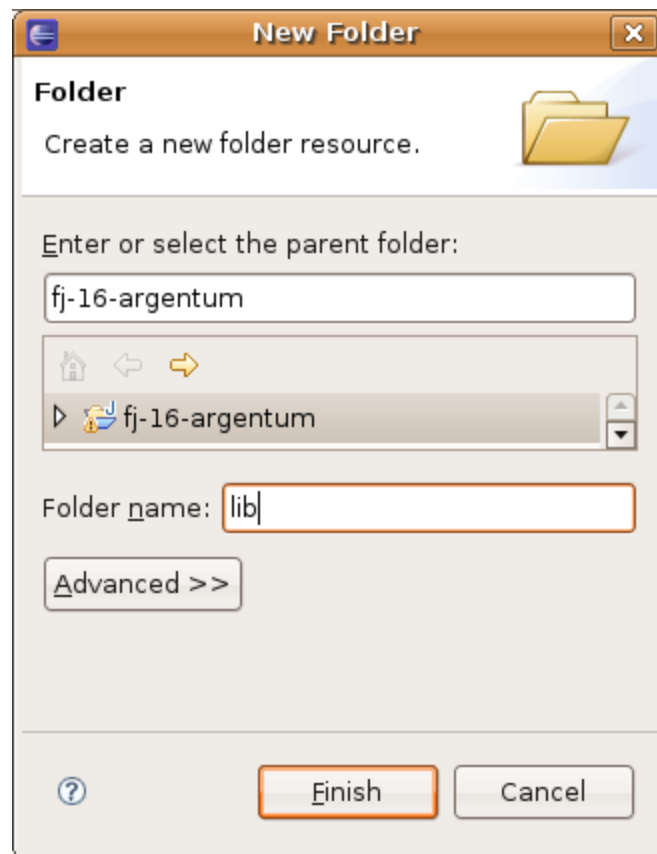 New Folder
Folder
Create a new folder resource.
Enter or select the parent folder:
fj-16-argentum
fj-16-argentum
Folder name: lib
Advanced >>
Finish Cancel